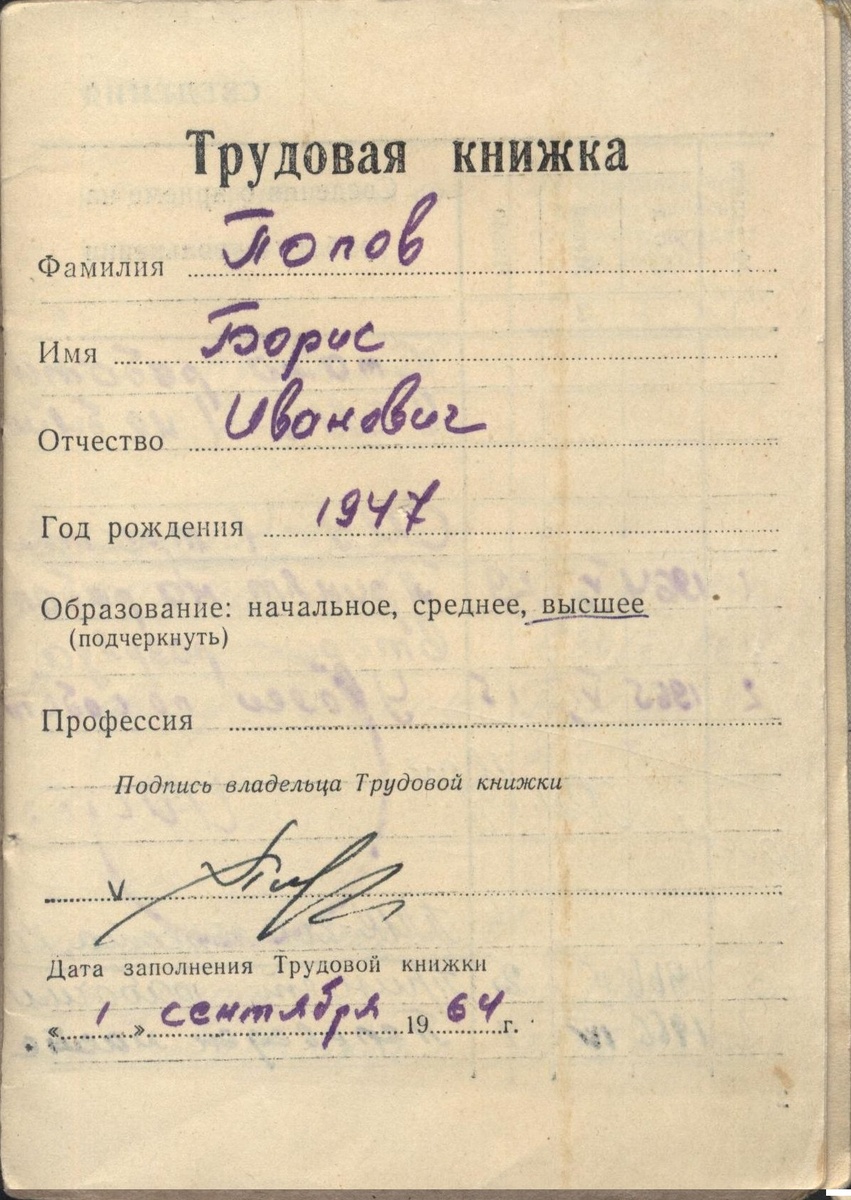 Трудовая книжка
Фамилия Попов
Имя Борис
Отчество Иванович
Год рождения 1947
Образование: начальное, среднее, высшее
(подчеркнуть)
Профессия
Подпись владельца Трудовой книжки
Дата заполнения Трудовой книжки
«1» сентября 1964 г.